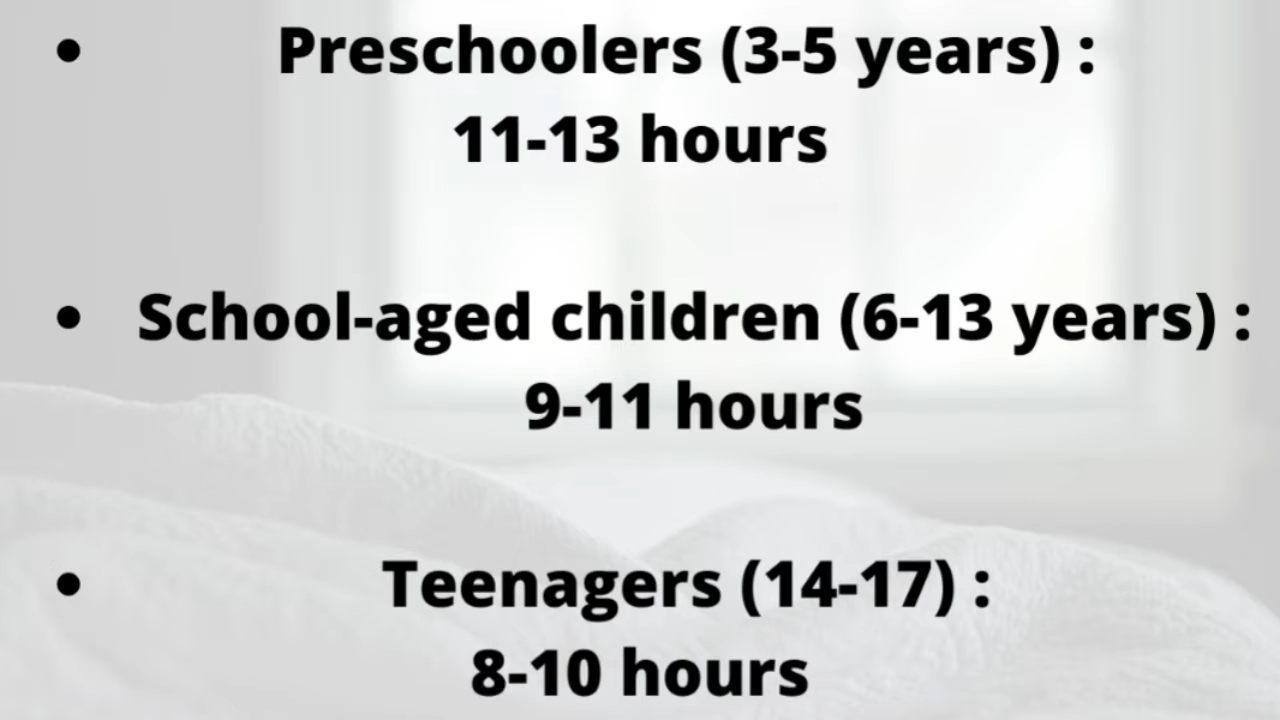 • Preschoolers (3-5 years) :
11-13 hours
• School-aged children (6-13 years) :
9-11 hours
• Teenagers (14-17) :
8-10 hours